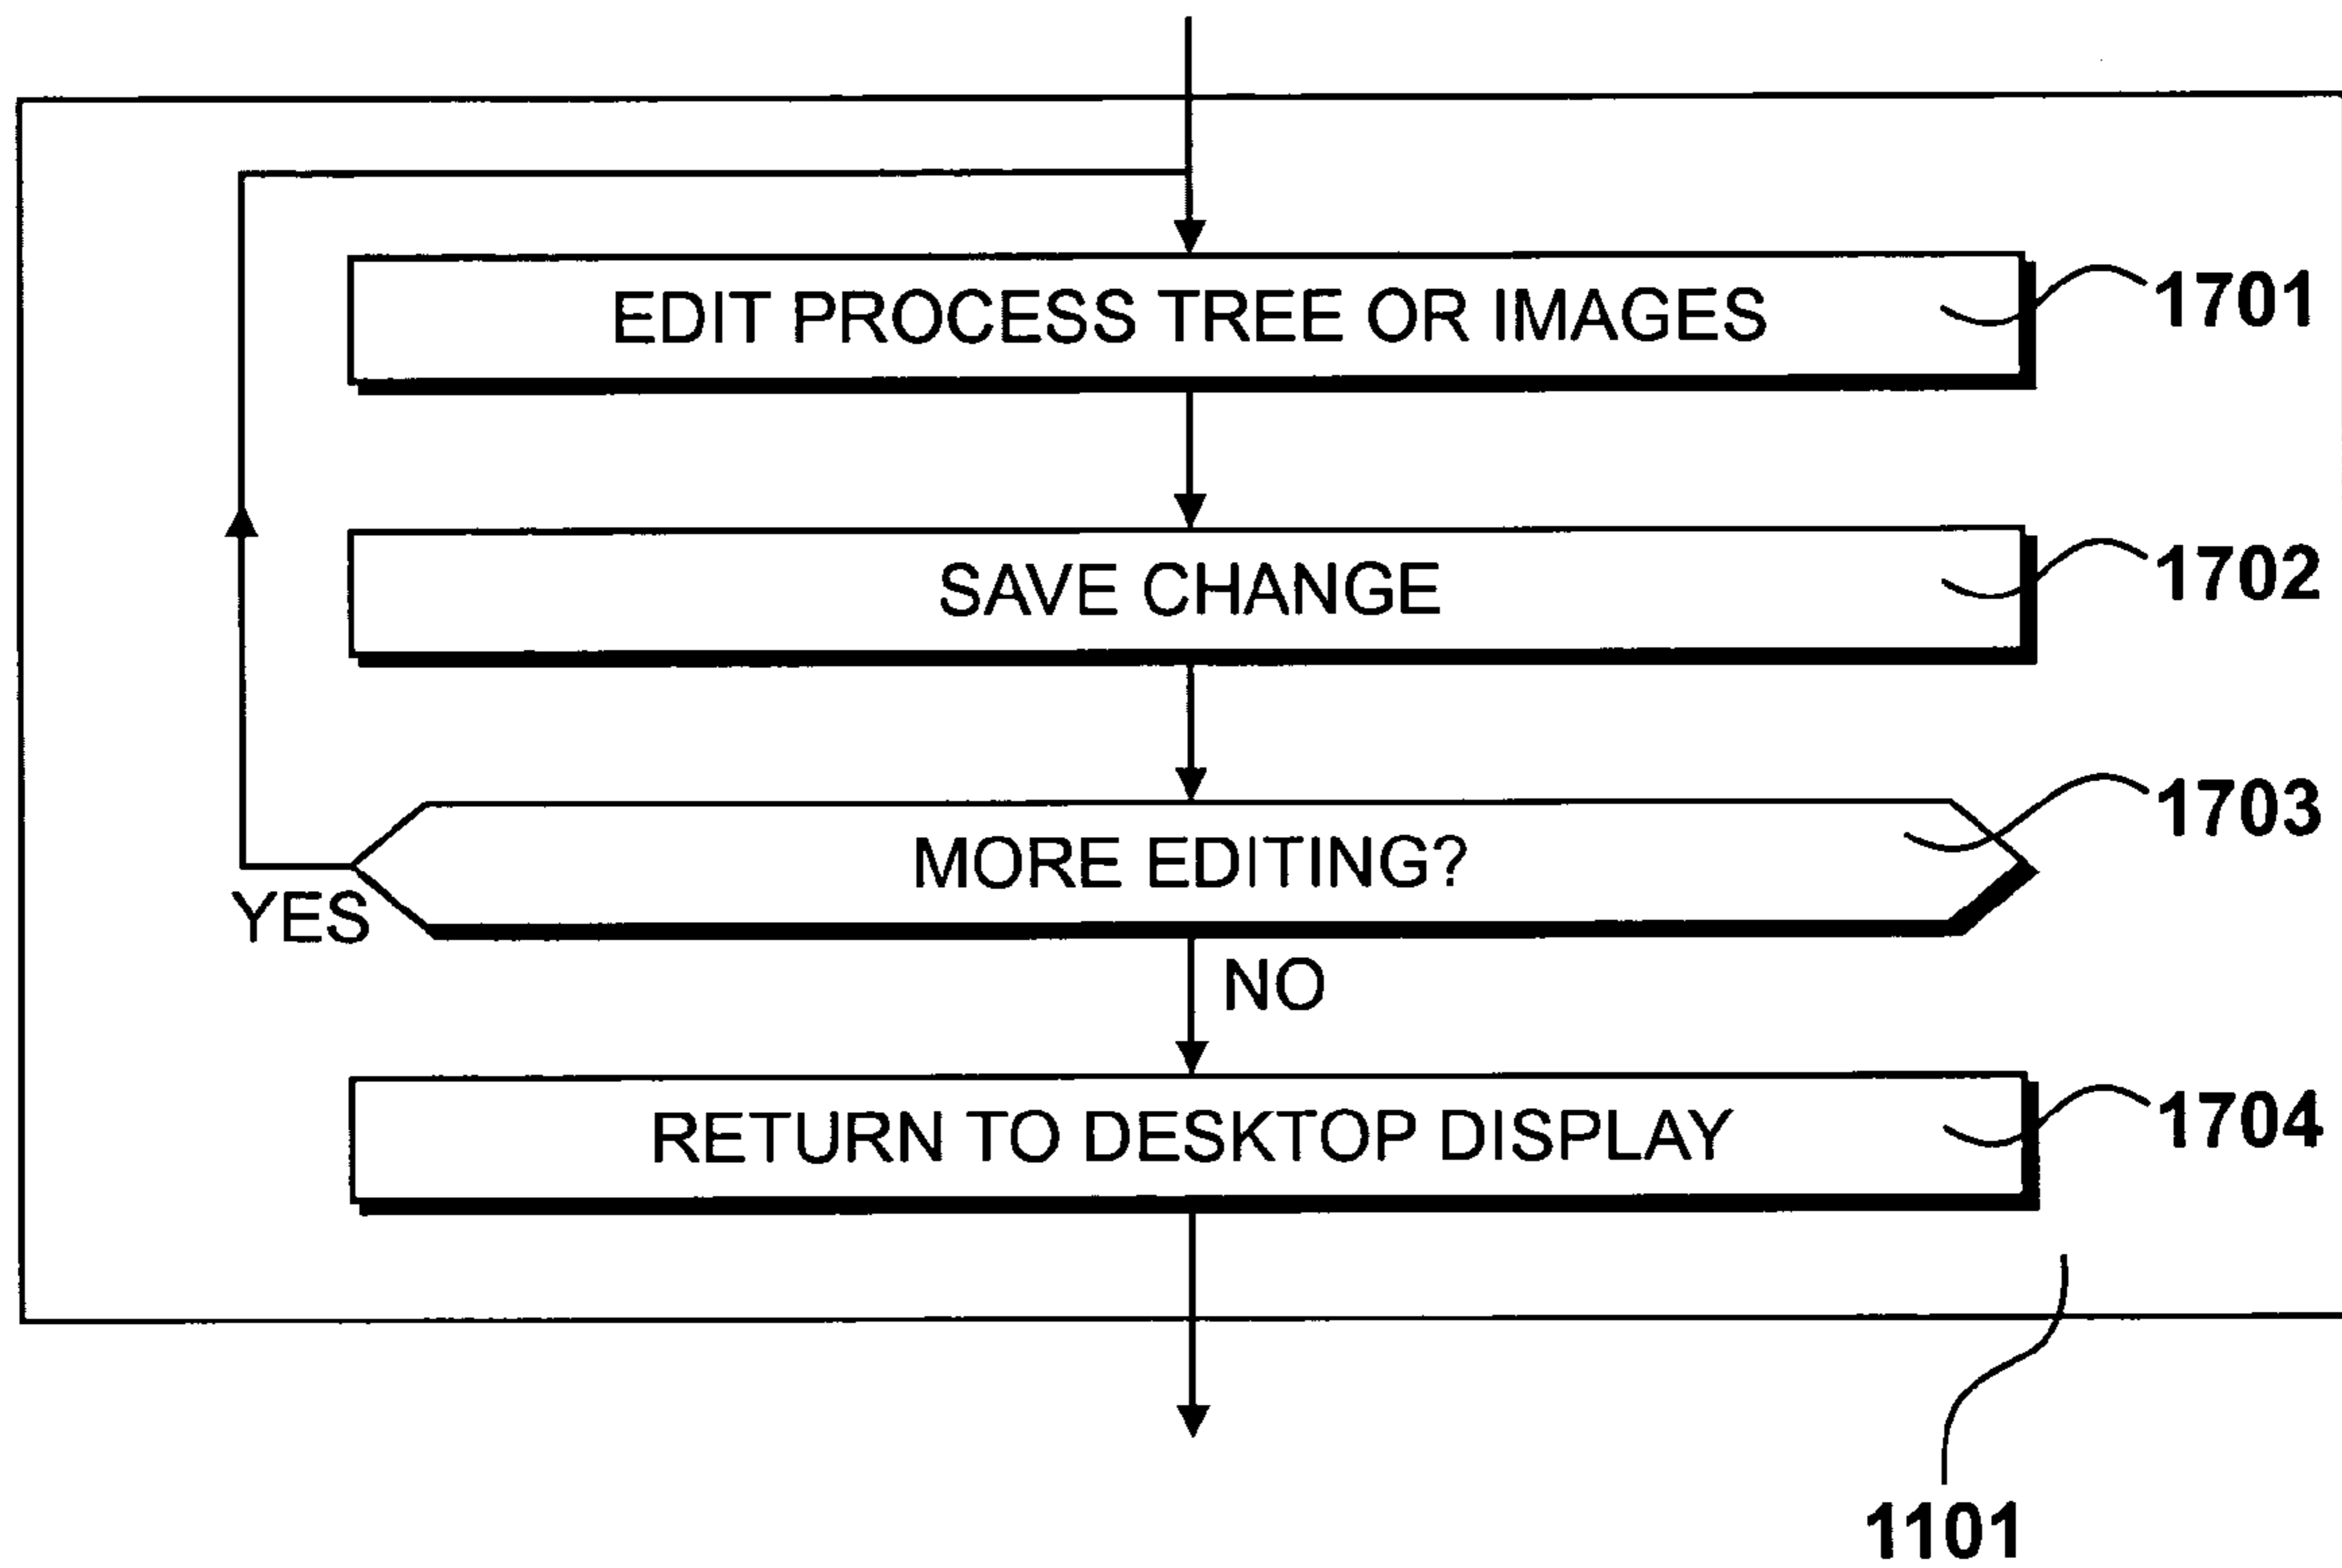 EDIT PROCESS TREE OR IMAGES
1701
SAVE CHANGE
1702
MORE EDITING?
1703
YES
NO
RETURN TO DESKTOP DISPLAY
1704
1101